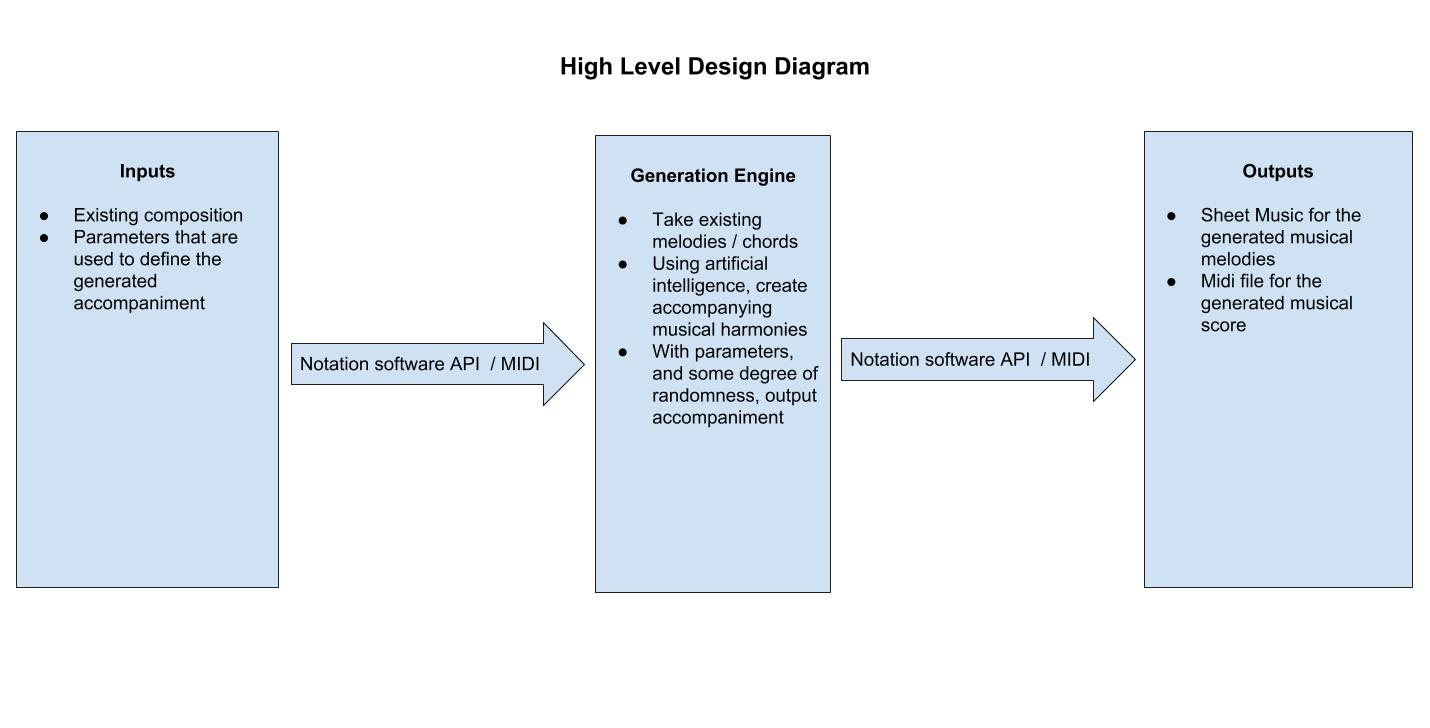 High Level Design Diagram
Inputs
● Existing composition
● Parameters that are
used to define the
generated
accompaniment
Notation software API / MIDI
Generation Engine
● Take existing
melodies / chords
● Using artificial
intelligence, create
accompanying
musical harmonies
● With parameters,
and some degree of
randomness, output
accompaniment
Notation software API / MIDI
Outputs
● Sheet Music for the
generated musical
melodies
● Midi file for the
generated musical
score